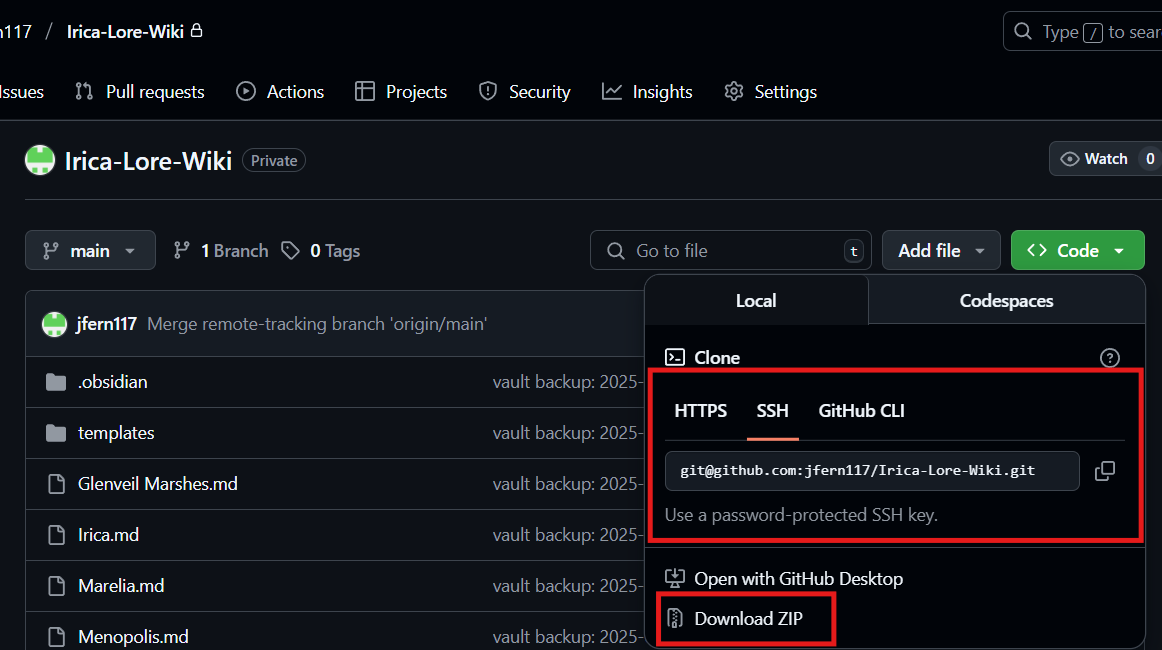 n117 / Irica-Lore-Wiki
Type / to sear
Issues Pull requests Actions Projects Security Insights Settings
Irica-Lore-Wiki Private
Watch 0
main 1 Branch 0 Tags
Go to file t
Add file
Code
Local Codespaces
jfern117 Merge remote-tracking branch 'origin/main'
Clone
.obsidian vault backup: 2025-
HTTPS SSH GitHub CLI
templates vault backup: 2025-
git@github.com:jfern117/Irica-Lore-Wiki.git
Glenveil Marshes.md vault backup: 2025-
Use a password-protected SSH key.
Irica.md vault backup: 2025-
Open with GitHub Desktop
Marelia.md vault backup: 2025-
Download ZIP
Menopolis.md vault backup: 2025-